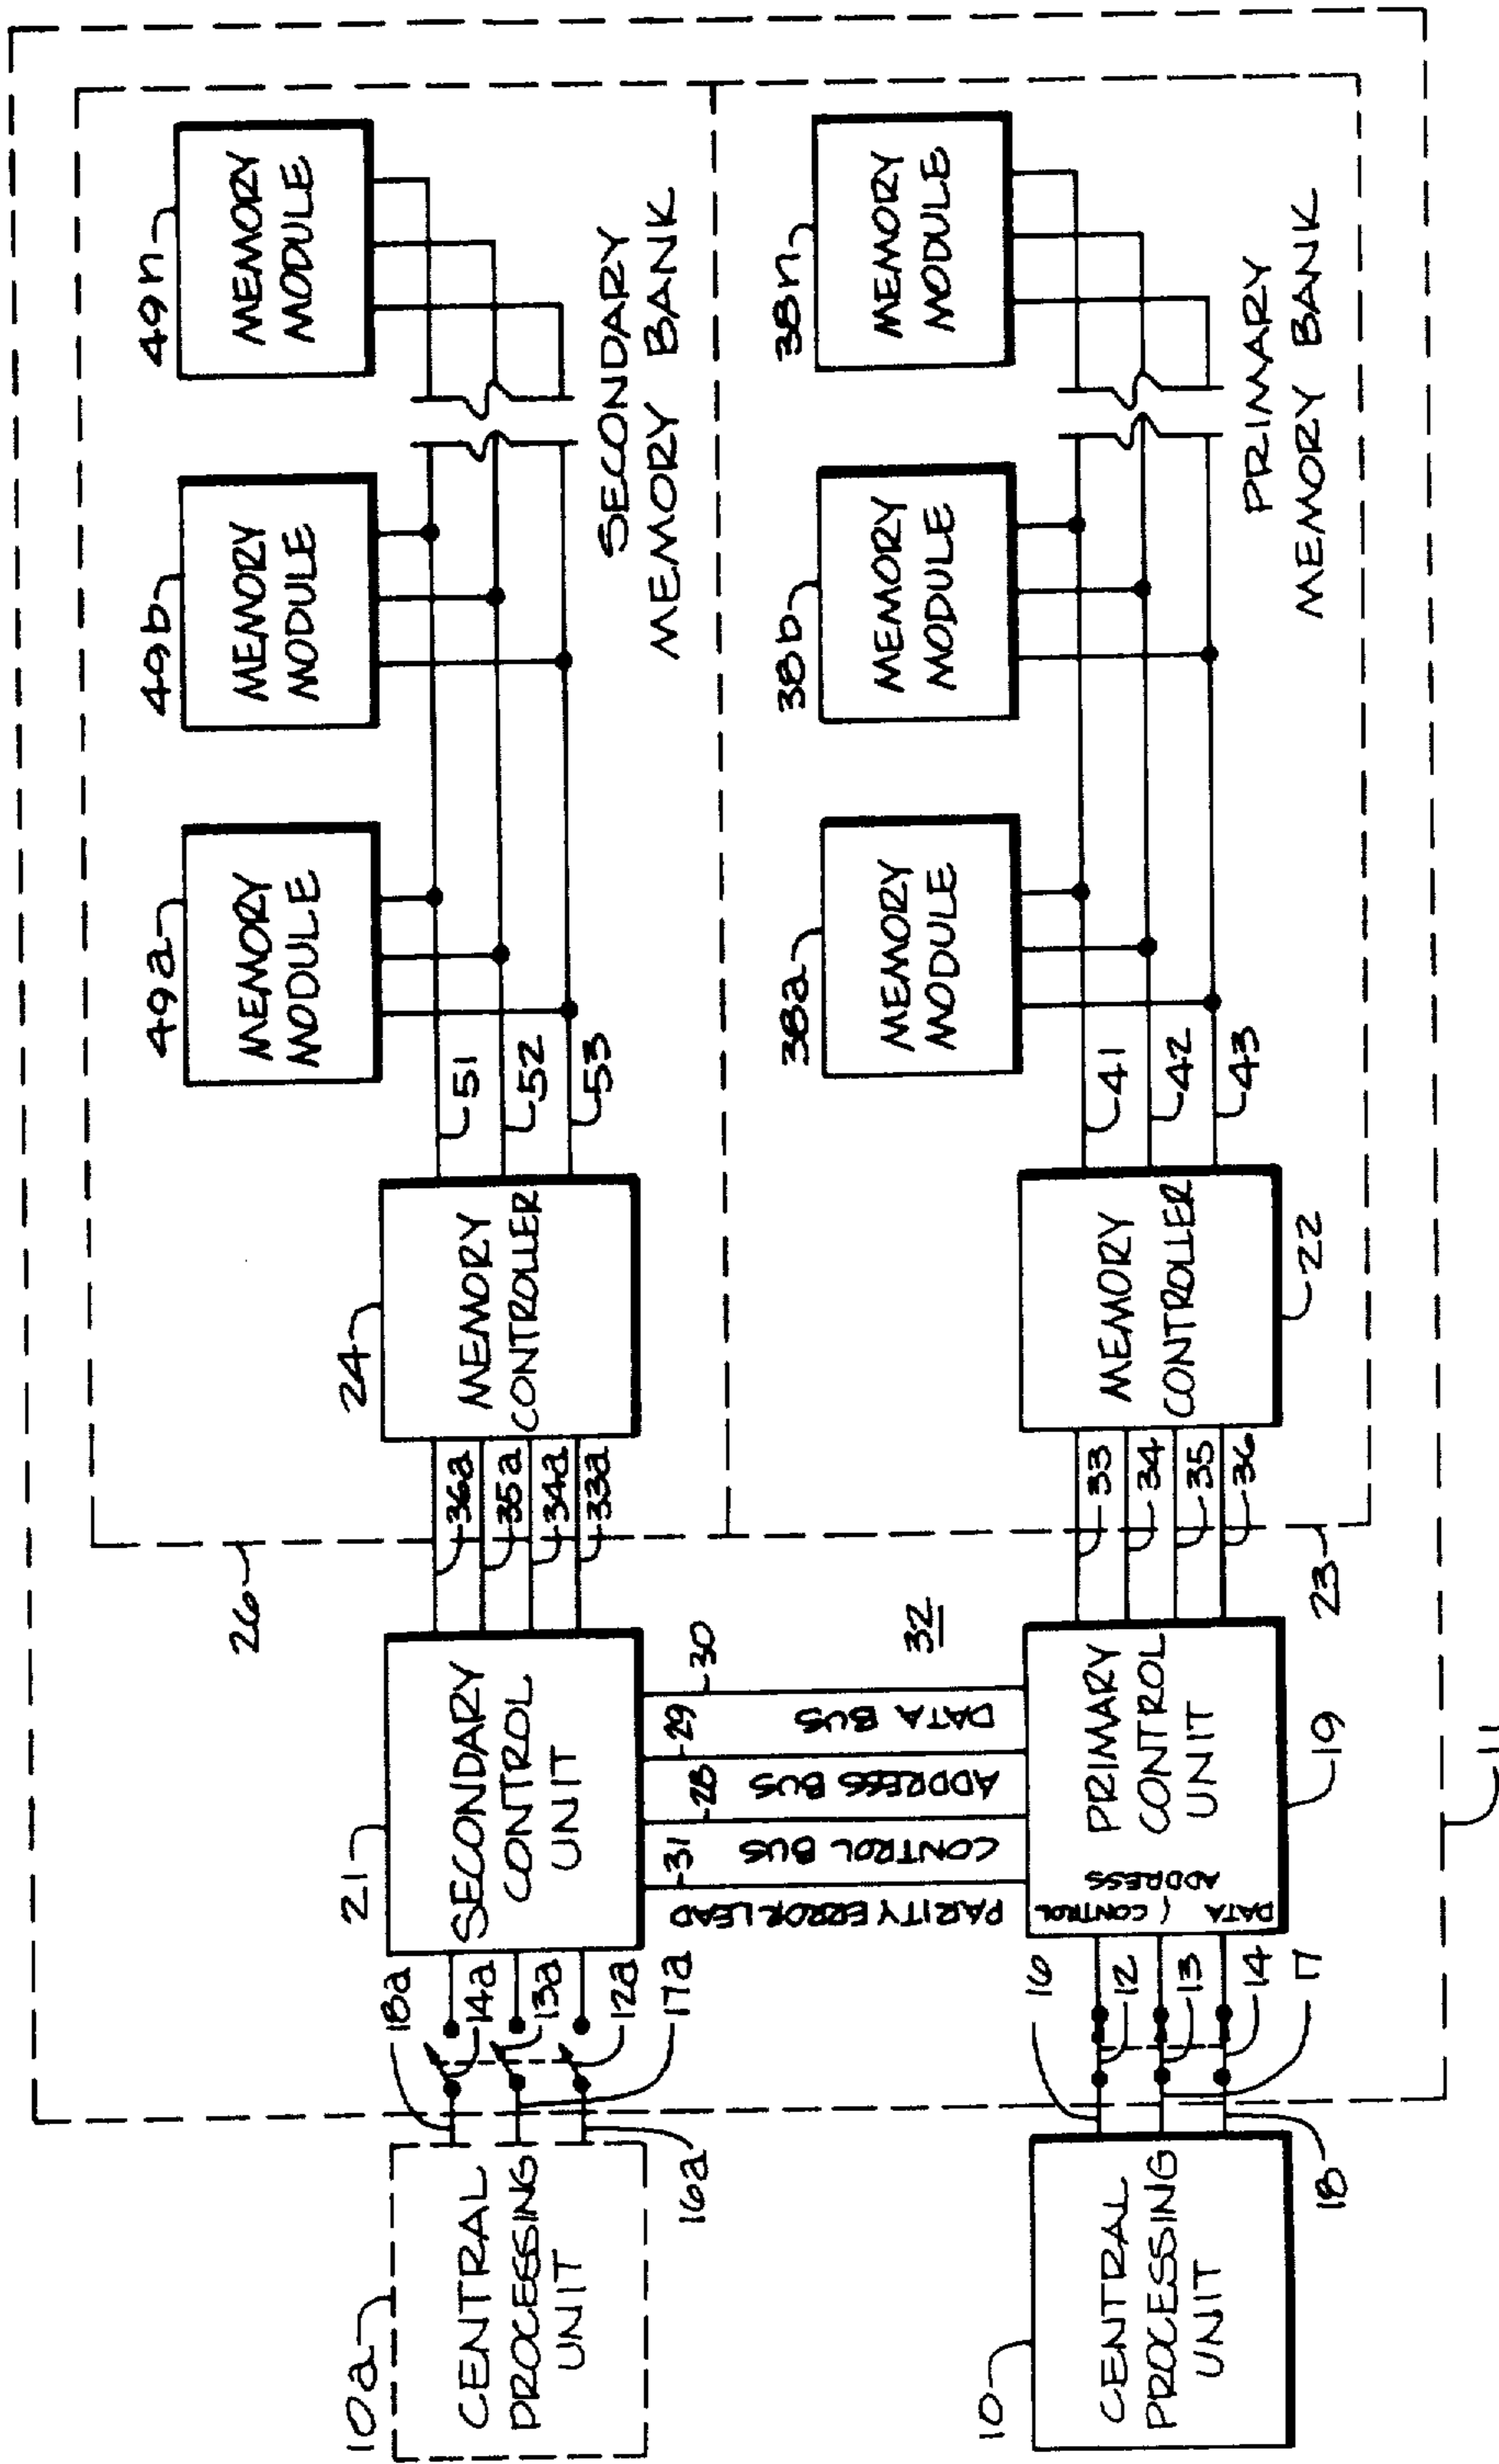 10a
CENTRAL
PROCESSING
UNIT
18a
14a
13a
12a
17a
16a
21
SECONDARY
CONTROL
UNIT
26
36a
35a
34a
33a
24
MEMORY
CONTROLLER
51
52
53
49a
MEMORY
MODULE
49b
MEMORY
MODULE
49n
MEMORY
MODULE
SECONDARY
MEMORY BANK
PARITY ERROR LEAD
31
CONTROL BUS
28
ADDRESS BUS
29
DATA BUS
30
32
10
CENTRAL
PROCESSING
UNIT
16
12
13
14
17
18
CONTROL
ADDRESS
DATA
PRIMARY
CONTROL
UNIT
19
11
33
34
35
36
23
MEMORY
CONTROLLER
22
41
42
43
38a
MEMORY
MODULE
38b
MEMORY
MODULE
38n
MEMORY
MODULE
PRIMARY
MEMORY BANK